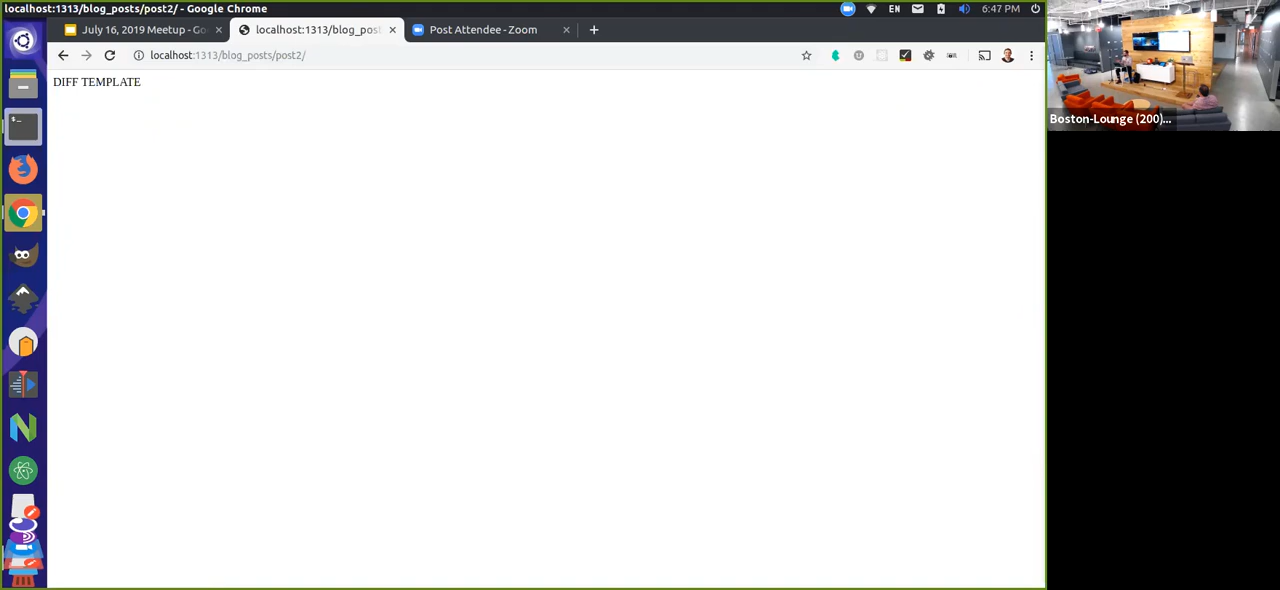 localhost:1313/blog_posts/post2/ - Google Chrome
EN
6:47 PM
July 16, 2019 Meetup - Go
localhost:1313/blog_post
Post Attendee - Zoom
localhost:1313/blog_posts/post2/
DIFF TEMPLATE
Boston-Lounge (200)...